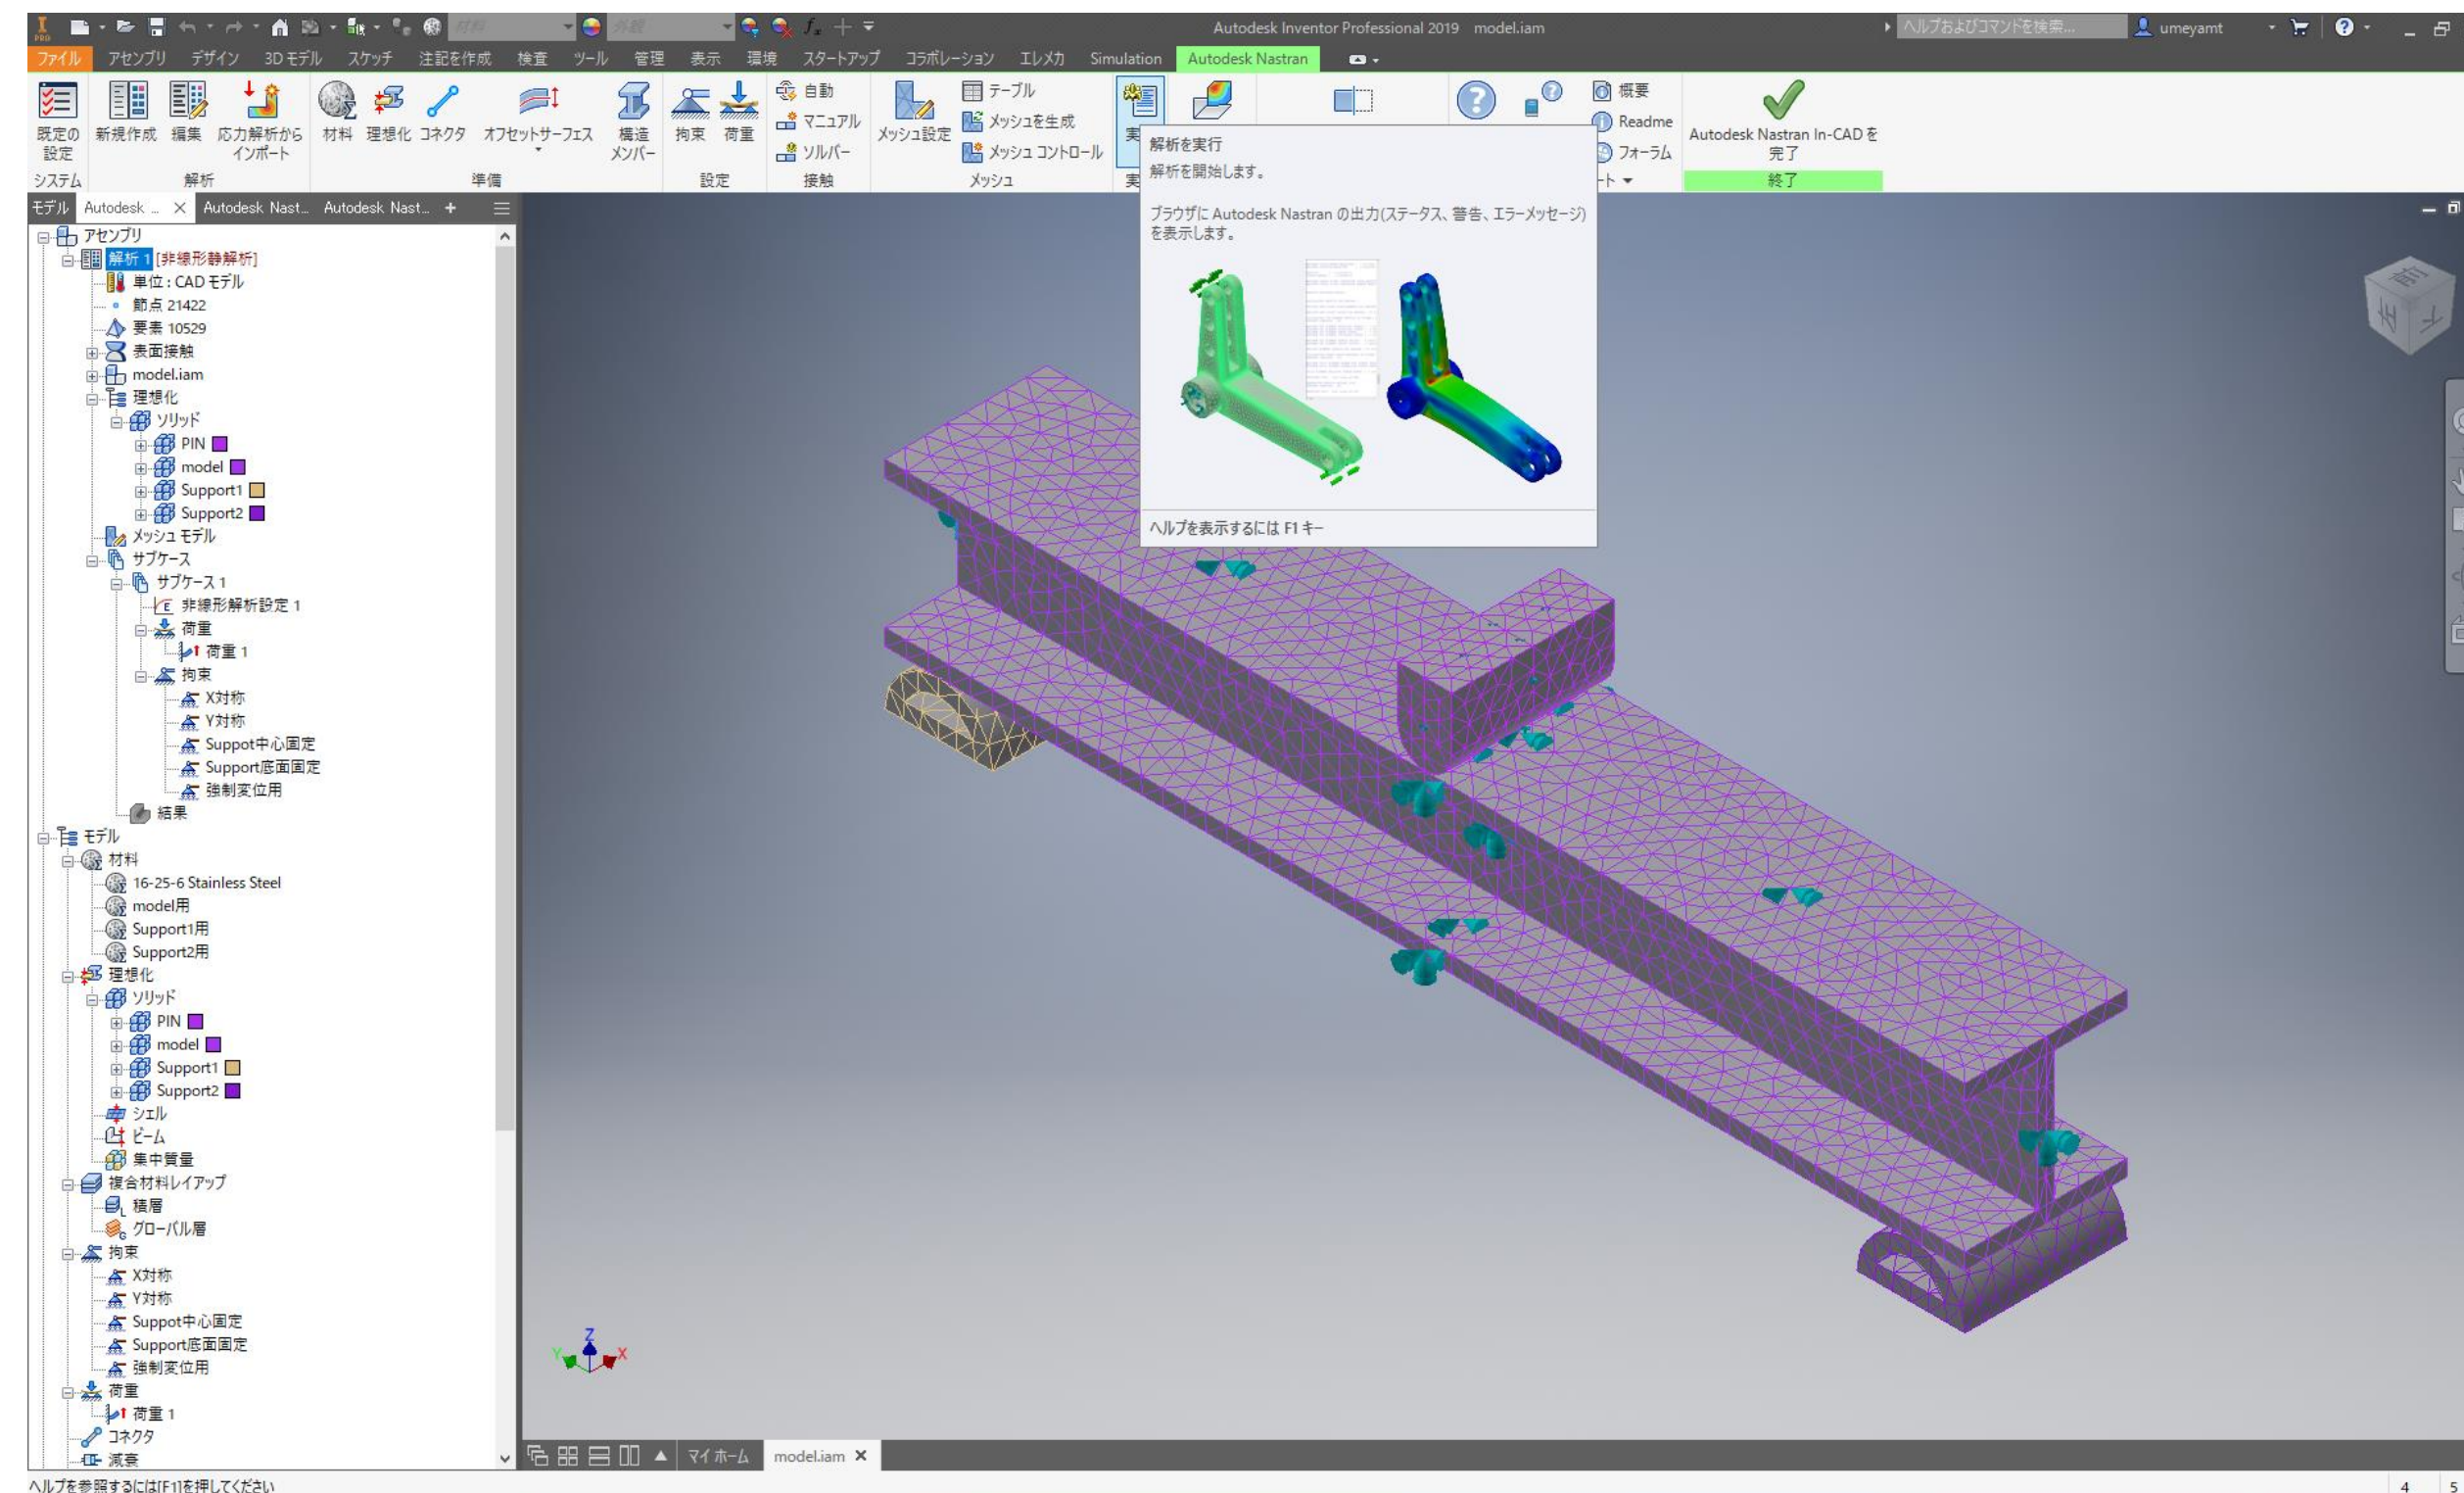 PRO
材料
外観
Autodesk Inventor Professional 2019 model.iam
ヘルプおよびコマンドを検索...
umeyamt
ファイル アセンブリ デザイン 3D モデル スケッチ 注記を作成 検査 ツール 管理 表示 環境 スタートアップ コラボレーション エレメカ Simulation Autodesk Nastran
既定の設定
新規作成
編集
応力解析から
インポート
材料
理想化
コネクタ
オフセットサーフェス
構造
メンバー
拘束
荷重
自動
マニュアル
ソルバー
メッシュ設定
テーブル
メッシュを生成
メッシュ コントロール
概要
Readme
フォーラム
Autodesk Nastran In-CAD を
完了
システム 解析 準備 設定 接触 メッシュ 実 ート 終了
解析を実行
解析を開始します。
ブラウザに Autodesk Nastran の出力(ステータス、警告、エラーメッセージ)
を表示します。
ヘルプを表示するには F1 キー
モデル Autodesk ... Autodesk Nast... Autodesk Nast... +
アセンブリ
解析 1 [非線形静解析]
単位 : CAD モデル
節点 21422
要素 10529
表面接触
model.iam
理想化
ソリッド
PIN
model
Support1
Support2
メッシュ モデル
サブケース
サブケース 1
非線形解析設定 1
荷重
荷重 1
拘束
X対称
Y対称
Suppot中心固定
Support底面固定
強制変位用
結果
モデル
材料
16-25-6 Stainless Steel
model用
Support1用
Support2用
理想化
ソリッド
PIN
model
Support1
Support2
シェル
ビーム
集中質量
複合材料レイアップ
積層
グローバル層
拘束
X対称
Y対称
Suppot中心固定
Support底面固定
強制変位用
荷重
荷重 1
コネクタ
減衰
前
Z
Y X
マイ ホーム model.iam
ヘルプを参照するには[F1]を押してください
4 5